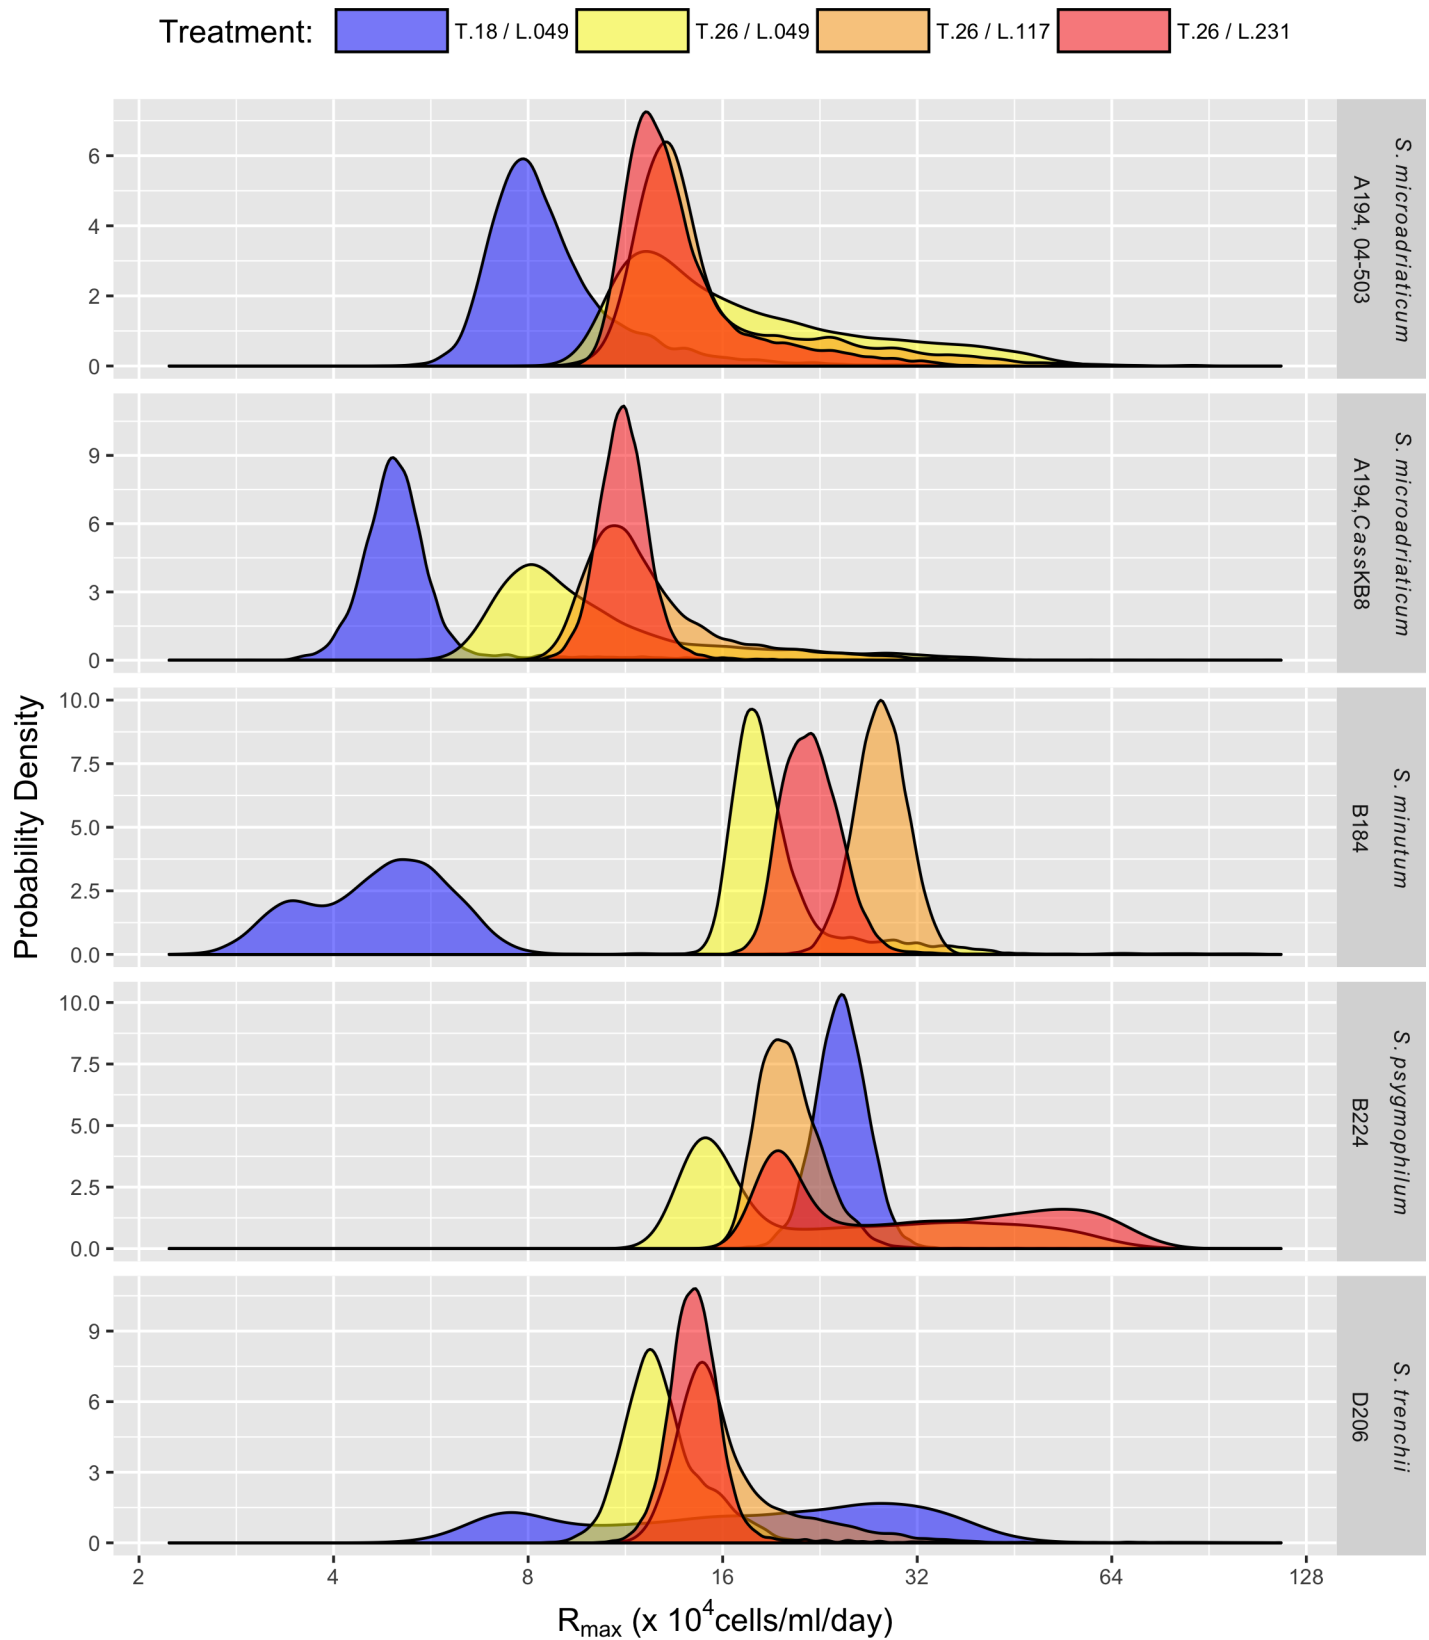 Treatment: T.18 / L.049 T.26 / L.049 T.26 / L.117 T.26 / L.231
Probability Density
6
4
2
0
S. microadriaticum
A194, 04-503
9
6
3
0
S. microadriaticum
A194,CassKB8
10.0
7.5
5.0
2.5
0.0
S. minutum
B184
10.0
7.5
5.0
2.5
0.0
S. psygmophilum
B224
9
6
3
0
S. trenchii
D206
2 4 8 16 32 64 128
Rmax (x 10^4cells/ml/day)